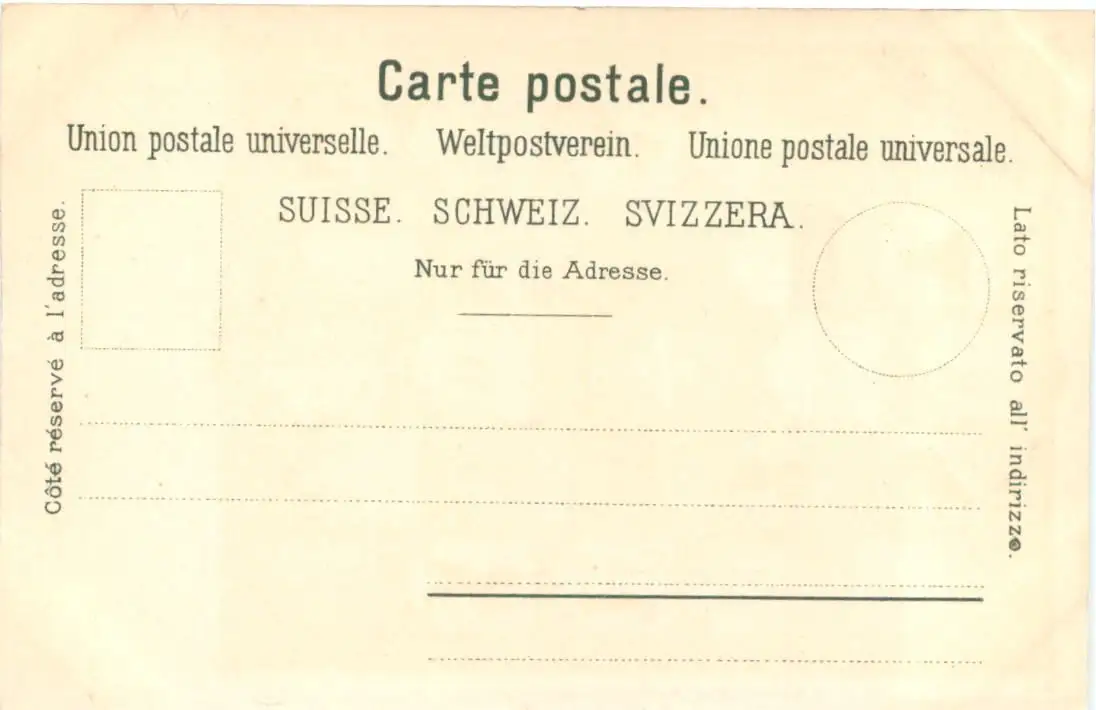 Carte postale.
Union postale universelle. Weltpostverein. Unione postale universale.
SUISSE. SCHWEIZ. SVIZZERA.
Nur für die Adresse.
Côté réservé à l'adresse.
Lato riservato all' indirizzo.